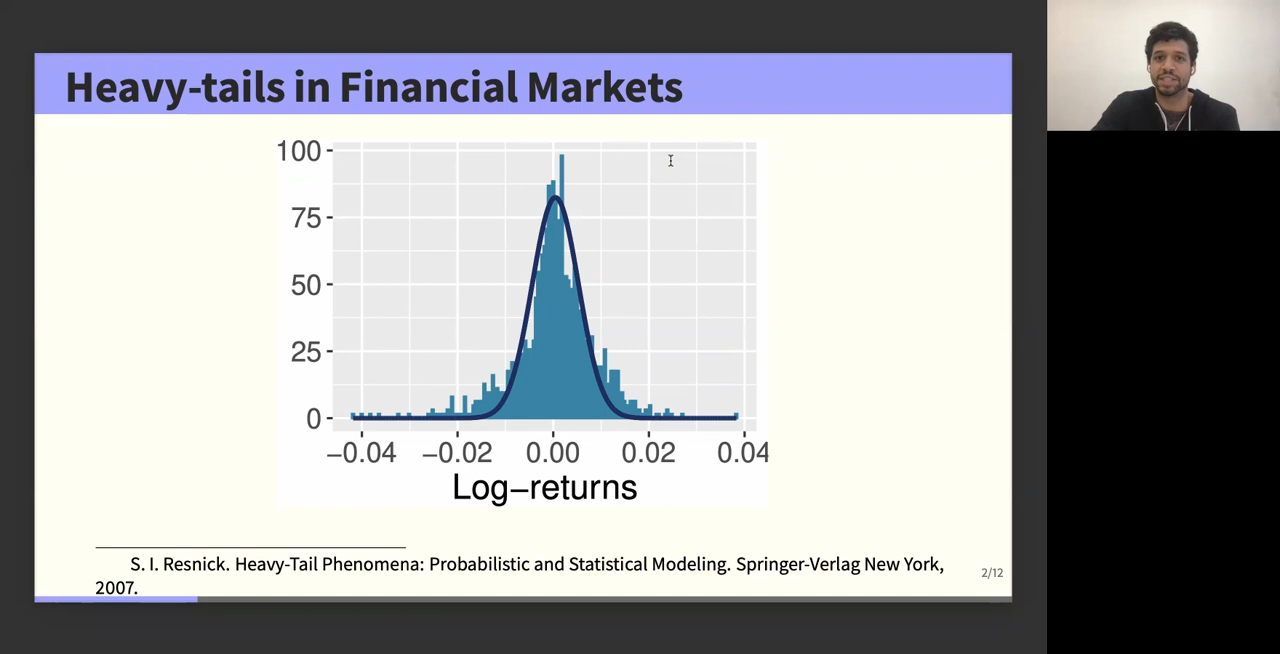 Heavy-tails in Financial Markets
100
75
50
25
0
−0.04 −0.02 0.00 0.02 0.04
Log−returns
S. I. Resnick. Heavy-Tail Phenomena: Probabilistic and Statistical Modeling. Springer-Verlag New York,
2007.
2/12